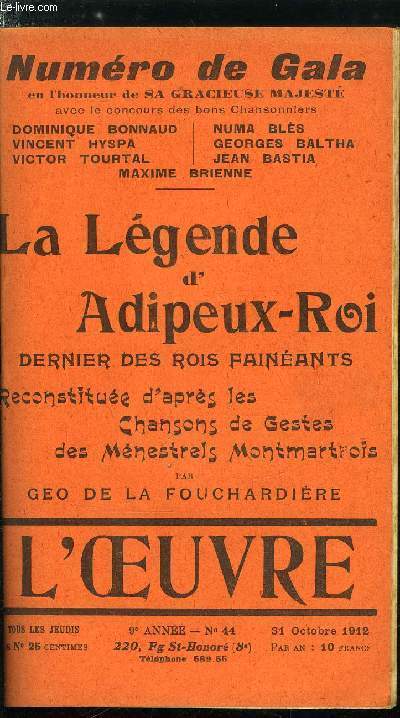 Numéro de Gala
en l'honneur de SA GRACIEUSE MAJESTÉ
avec le concours des bons Chansonniers
DOMINIQUE BONNAUD
VINCENT HYSPA
VICTOR TOURTAL
NUMA BLÈS
GEORGES BALTHA
JEAN BASTIA
MAXIME BRIENNE
La Légende
d'
Adipeux-Roi
DERNIER DES ROIS FAINÉANTS
Reconstituée d'après les
Chansons de Gestes
des Ménestrels Montmartrois
PAR
GEO DE LA FOUCHARDIÈRE
L'ŒUVRE
TOUS LES JEUDIS
Nº 25 CENTIMES
9e ANNÉE — No 44
220, Fg St-Honoré (8e)
Téléphone 589.55
31 Octobre 1912
PAR AN : 10 FRANCS
le-livre.com